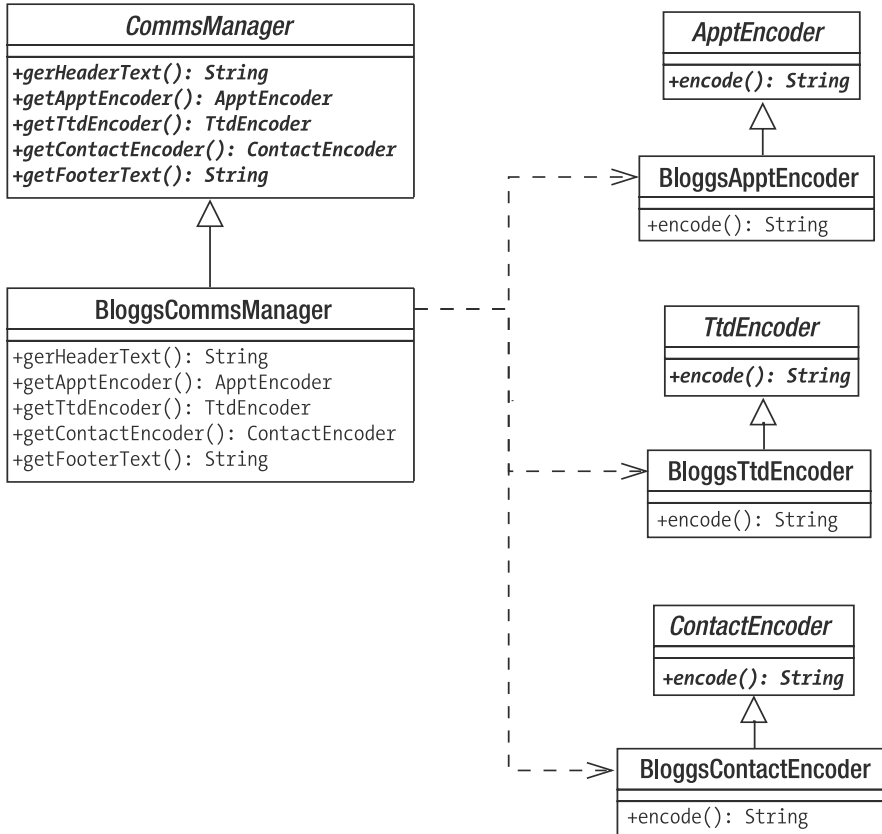 CommsManager
+gerHeaderText(): String
+getApptEncoder(): ApptEncoder
+getTtdEncoder(): TtdEncoder
+getContactEncoder(): ContactEncoder
+getFooterText(): String
BloggsCommsManager
+gerHeaderText(): String
+getApptEncoder(): ApptEncoder
+getTtdEncoder(): TtdEncoder
+getContactEncoder(): ContactEncoder
+getFooterText(): String
ApptEncoder
+encode(): String
BloggsApptEncoder
+encode(): String
TtdEncoder
+encode(): String
BloggsTtdEncoder
+encode(): String
ContactEncoder
+encode(): String
BloggsContactEncoder
+encode(): String